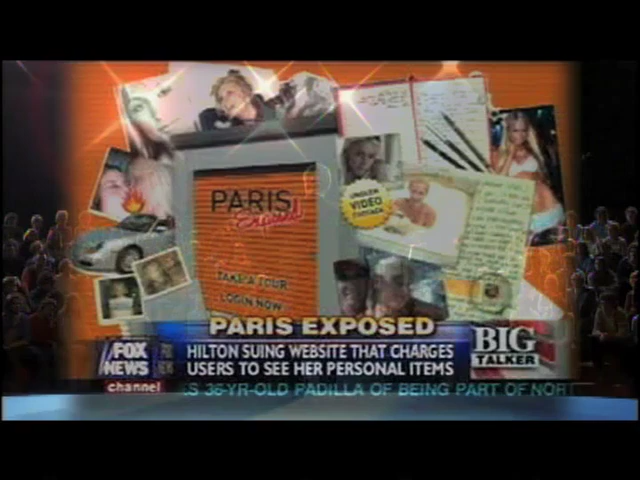 PARIS
Exposed
UNSEEN
VIDEO
FOOTAGE
TAKE A TOUR
LOGIN NOW
PARIS EXPOSED
FOX
NEWS
channel
HILTON SUING WEBSITE THAT CHARGES
USERS TO SEE HER PERSONAL ITEMS
BIG
TALKER
S 36-YR-OLD PADILLA OF BEING PART OF NORT